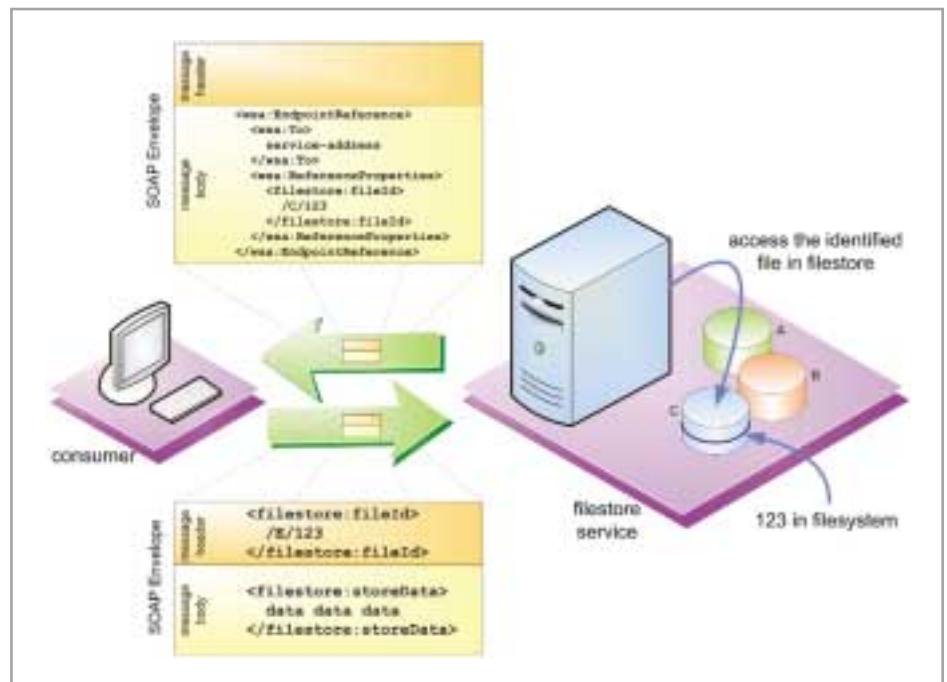 SOAP Envelope
message header
message body
<wsa:EndpointReference>
<wsa:To>
service-address
</wsa:To>
<wsa:ReferenceProperties>
<filestore:fileId>
/C/123
</filestore:fileId>
</wsa:ReferenceProperties>
</wsa:EndpointReference>
access the identified
file in filestore
A
B
C
consumer
filestore
service
123 in filesystem
SOAP Envelope
message header
<filestore:fileId>
/E/123
</filestore:fileId>
message body
<filestore:storeData>
data data data
</filestore:storeData>